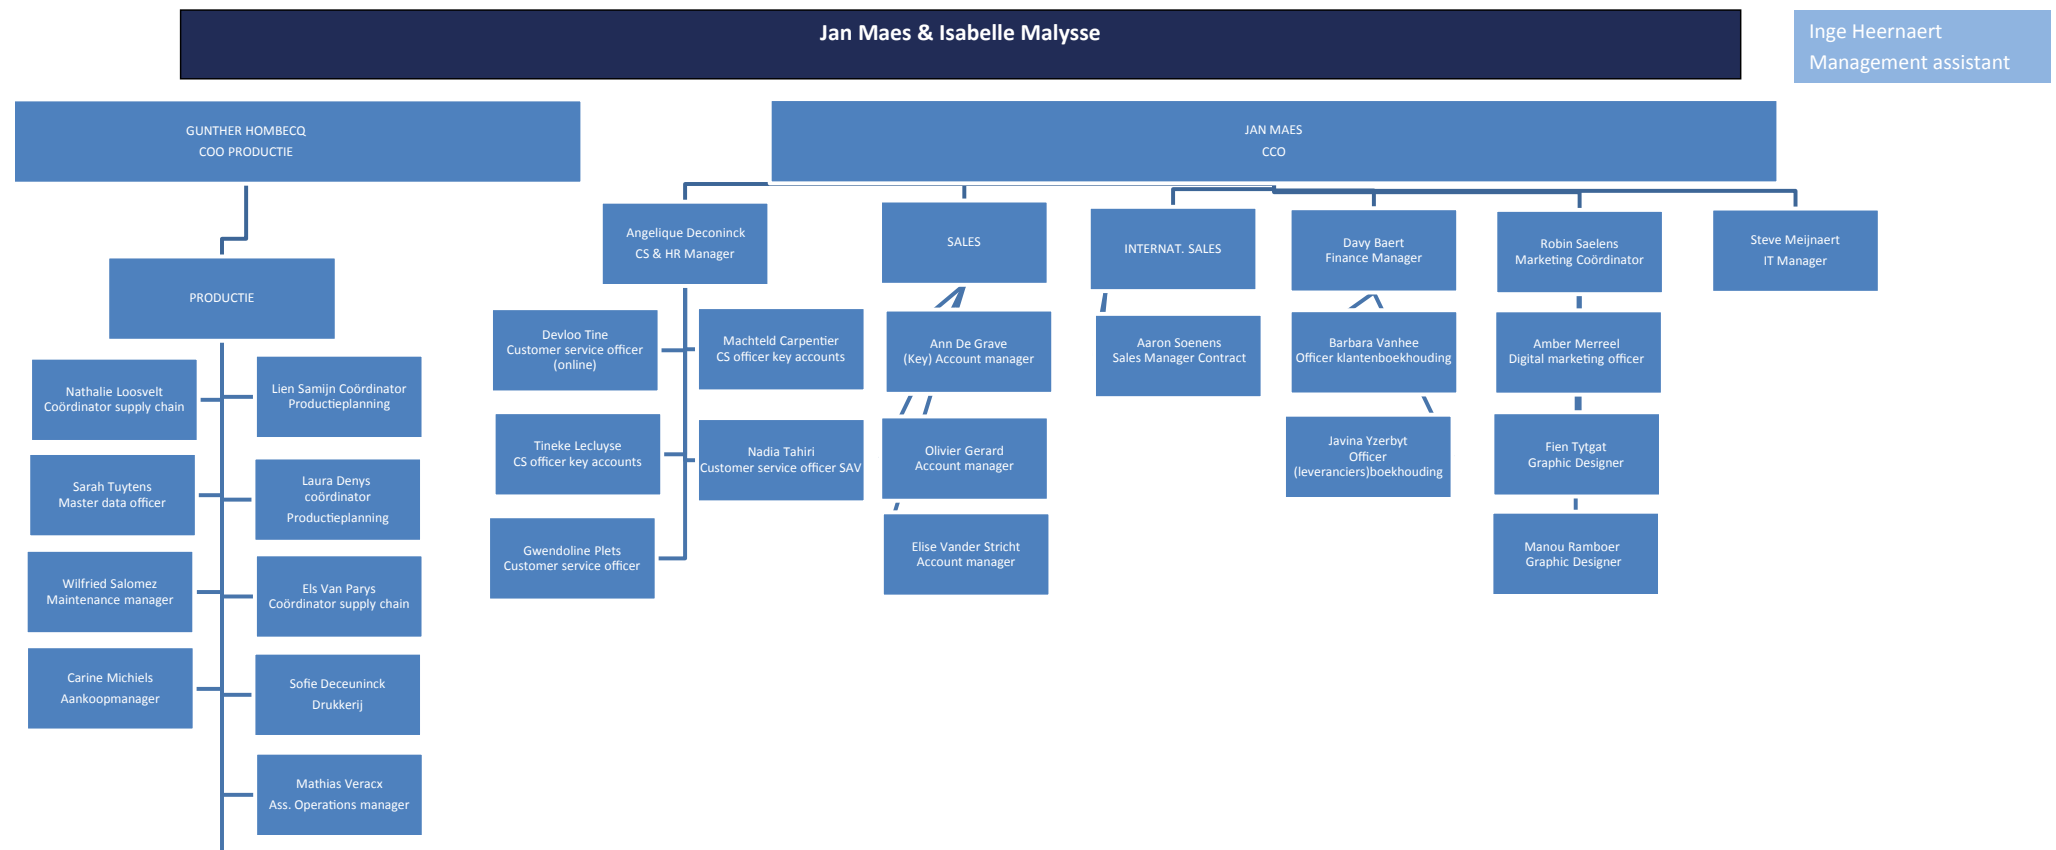 Jan Maes & Isabelle Malysse
Inge Heernaert
Management assistant
GUNTHER HOMBECQ
COO PRODUCTIE
JAN MAES
CCO
PRODUCTIE
Nathalie Loosvelt
Coördinator supply chain
Lien Samijn Coördinator
Productieplanning
Sarah Tuytens
Master data officer
Laura Denys
coördinator
Productieplanning
Wilfried Salomez
Maintenance manager
Els Van Parys
Coördinator supply chain
Carine Michiels
Aankoopmanager
Sofie Deceuninck
Drukkerij
Mathias Veracx
Ass. Operations manager
Angelique Deconinck
CS & HR Manager
Devloo Tine
Customer service officer
(online)
Machteld Carpentier
CS officer key accounts
Tineke Lecluyse
CS officer key accounts
Nadia Tahiri
Customer service officer SAV
Gwendoline Plets
Customer service officer
SALES
Ann De Grave
(Key) Account manager
Olivier Gerard
Account manager
Elise Vander Stricht
Account manager
INTERNAT. SALES
Aaron Soenens
Sales Manager Contract
Davy Baert
Finance Manager
Barbara Vanhee
Officer klantenboekhouding
Javina Yzerbyt
Officer
(leveranciers)boekhouding
Robin Saelens
Marketing Coördinator
Amber Merreel
Digital marketing officer
Fien Tytgat
Graphic Designer
Manou Ramboer
Graphic Designer
Steve Meijnaert
IT Manager